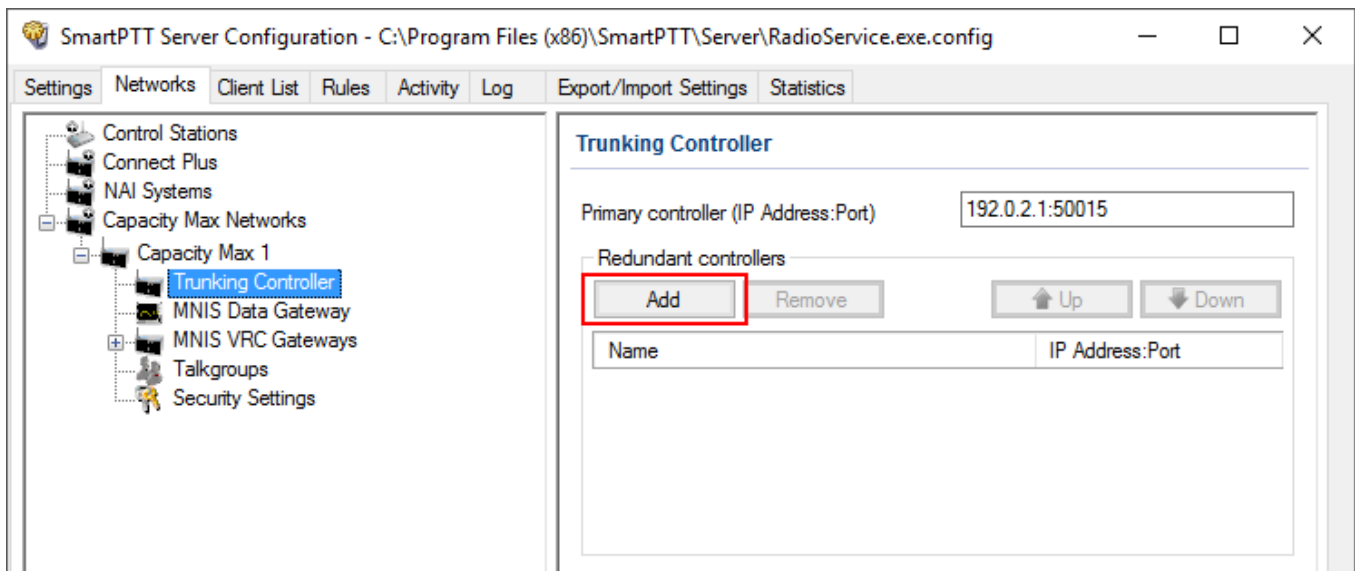 SmartPTT Server Configuration - C:\Program Files (x86)\SmartPTT\Server\RadioService.exe.config
Settings Networks Client List Rules Activity Log Export/Import Settings Statistics
Control Stations
Connect Plus
NAI Systems
Capacity Max Networks
Capacity Max 1
Trunking Controller
MNIS Data Gateway
MNIS VRC Gateways
Talkgroups
Security Settings
Trunking Controller
Primary controller (IP Address:Port) 192.0.2.1:50015
Redundant controllers
Add Remove Up Down
Name IP Address:Port